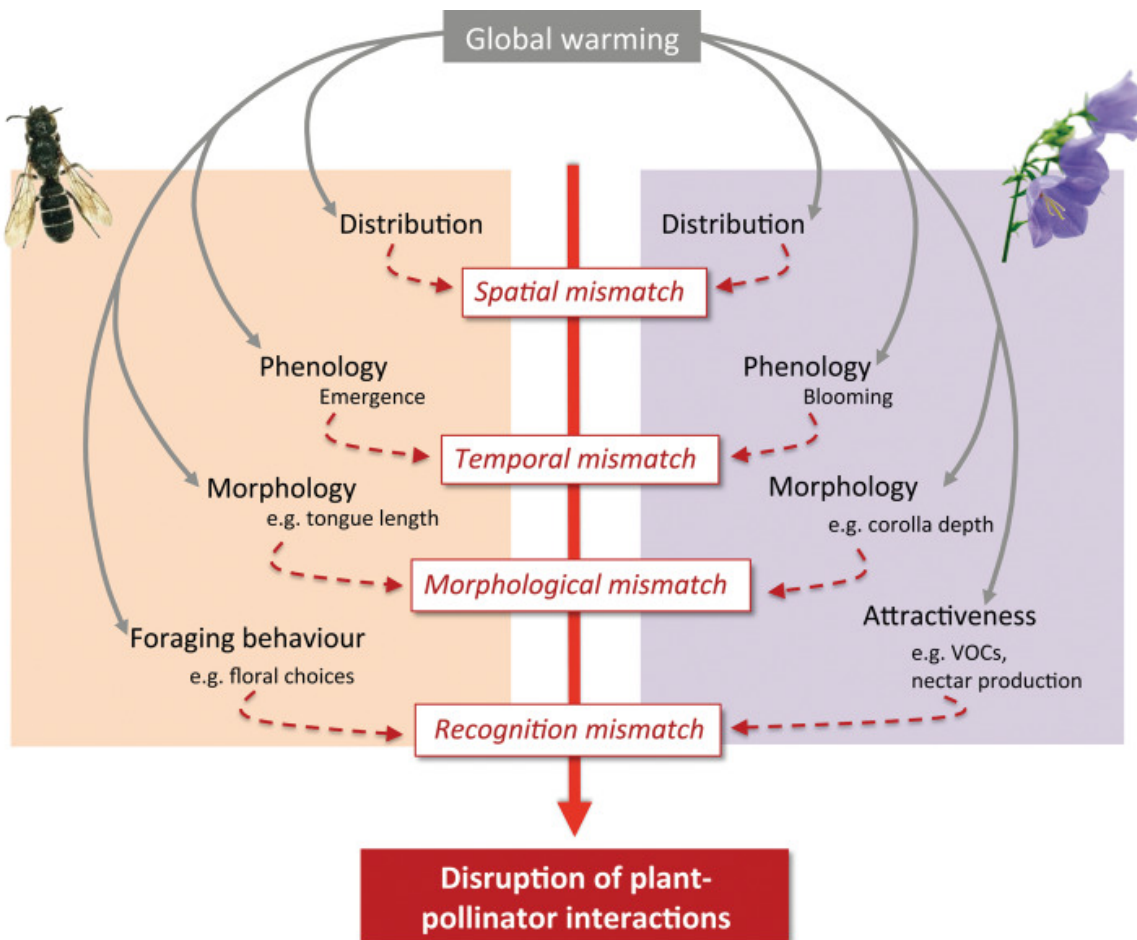 Global warming
Distribution
Distribution
Spatial mismatch
Phenology
Emergence
Phenology
Blooming
Temporal mismatch
Morphology
e.g. tongue length
Morphology
e.g. corolla depth
Morphological mismatch
Foraging behaviour
e.g. floral choices
Attractiveness
e.g. VOCs,
nectar production
Recognition mismatch
Disruption of plant-
pollinator interactions